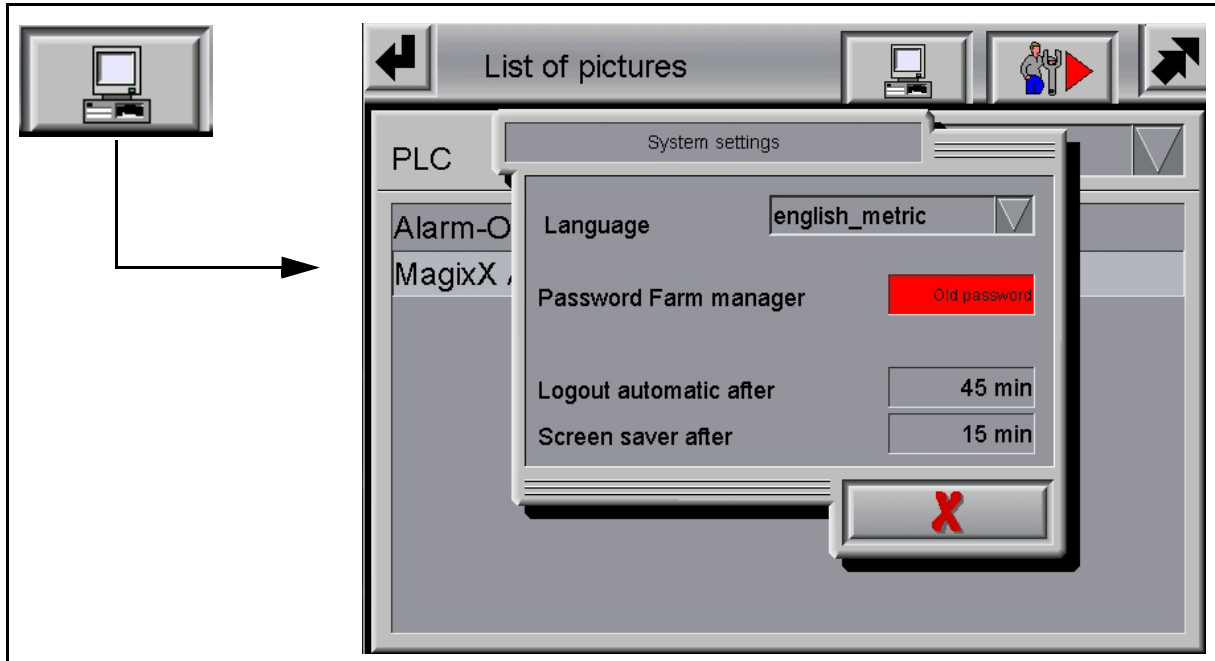 List of pictures
PLC
System settings
Alarm-O
MagixX
Language
english_metric
Password Farm manager
Old password
Logout automatic after
45 min
Screen saver after
15 min